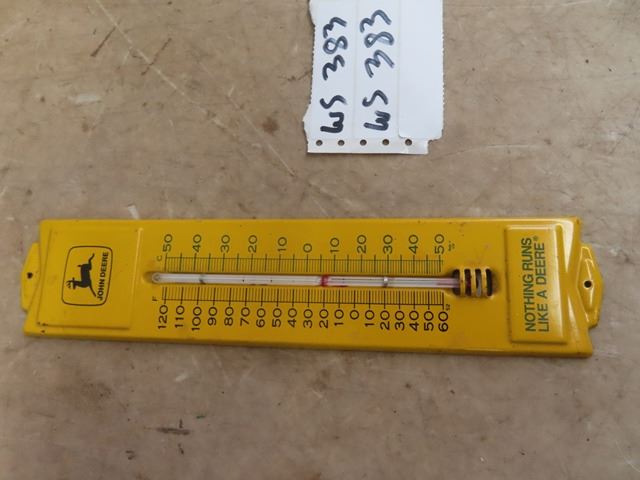 WS 383
WS 383
JOHN DEERE
C
50 40 30 20 10 0 10 20 30 40 50
F
120 110 100 90 80 70 60 50 40 30 20 10 0 10 20 30 40 50 60
NOTHING RUNS
LIKE A DEERE®